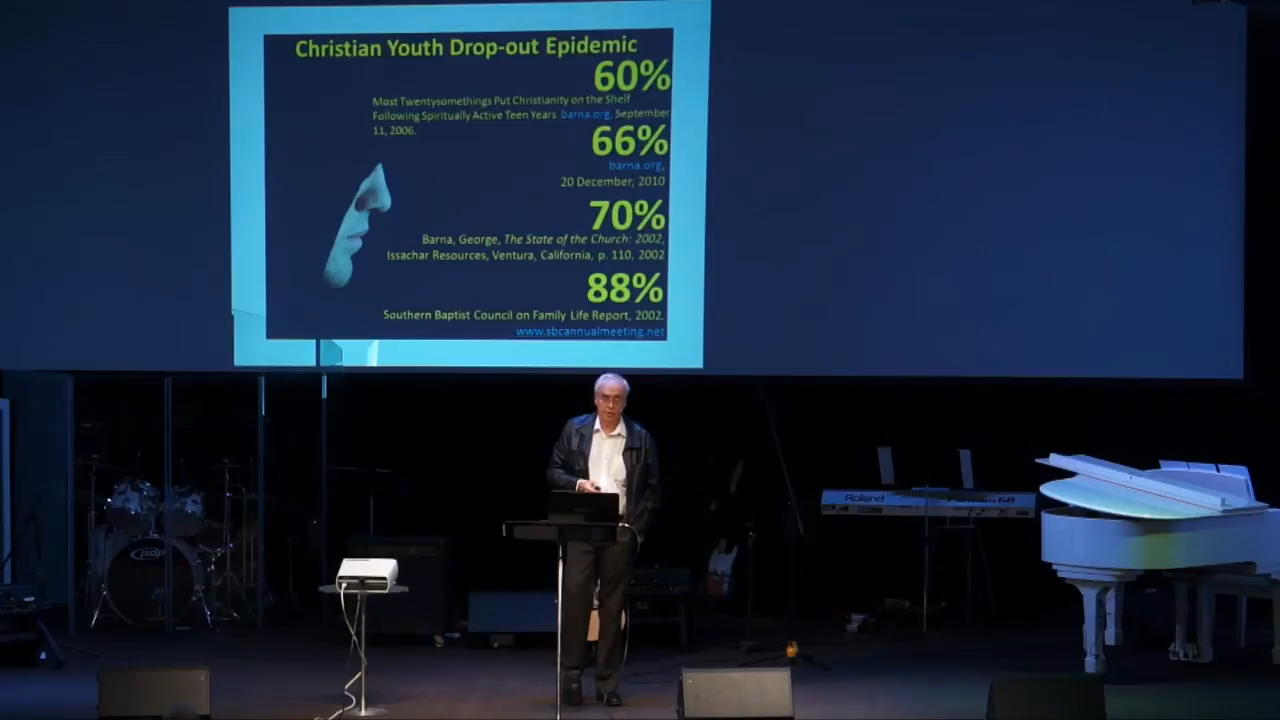 Christian Youth Drop-out Epidemic
60%
Most Twentysomethings Put Christianity on the Shelf
Following Spiritually Active Teen Years barna.org, September
11, 2006.
66%
barna.org,
20 December, 2010
70%
Barna, George, The State of the Church: 2002,
Issachar Resources, Ventura, California, p. 110, 2002
88%
Southern Baptist Council on Family Life Report, 2002.
www.sbcannualmeeting.net
Roland
pdp